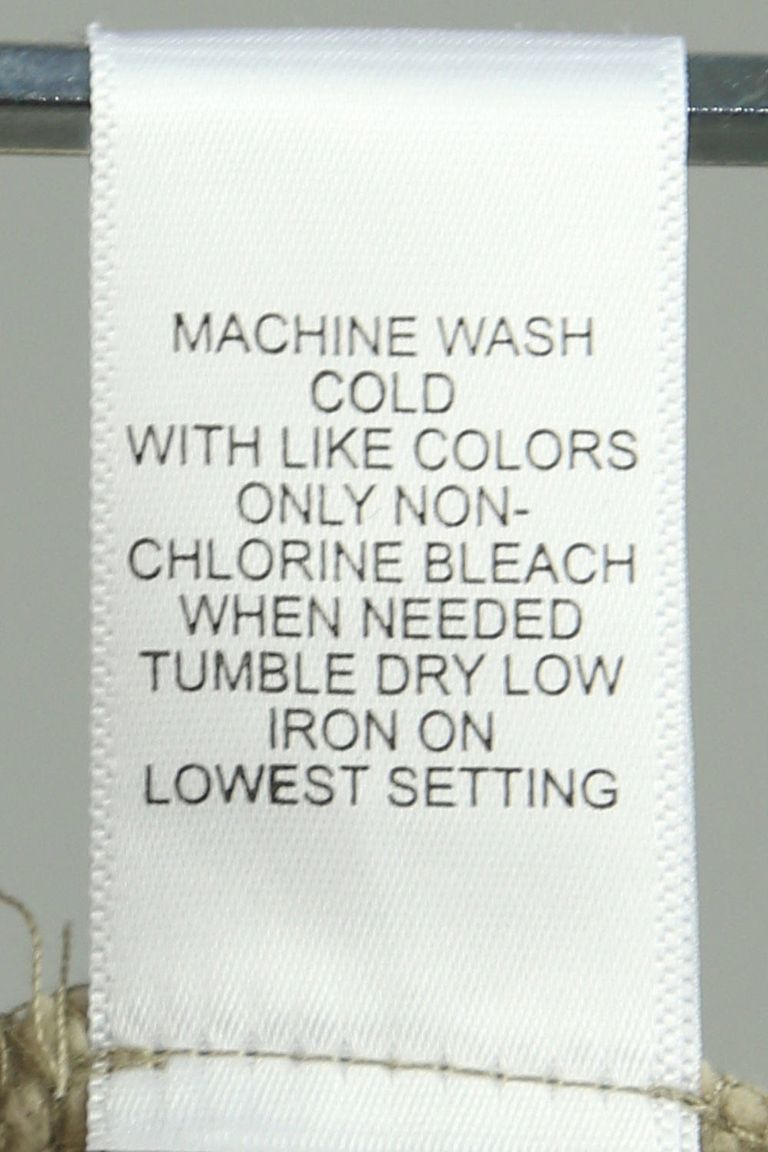 MACHINE WASH
COLD
WITH LIKE COLORS
ONLY NON-
CHLORINE BLEACH
WHEN NEEDED
TUMBLE DRY LOW
IRON ON
LOWEST SETTING